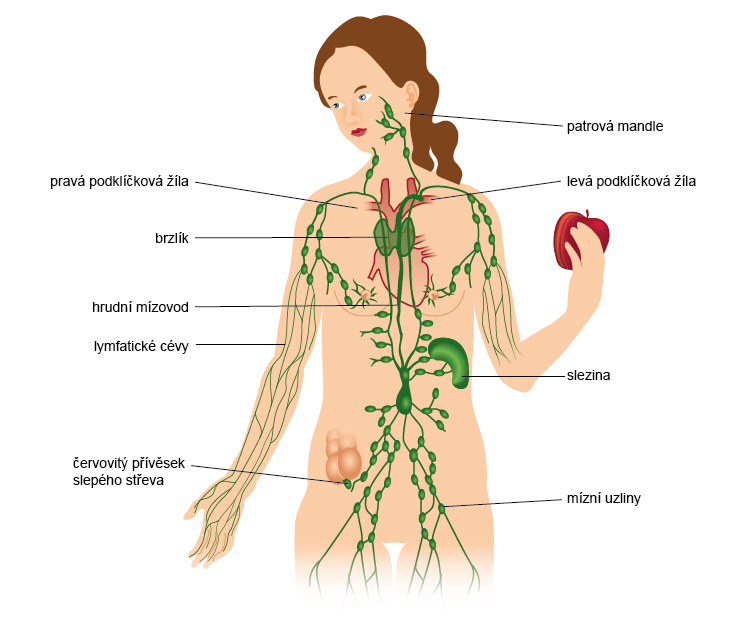 patrová mandle
pravá podklíčková žíla
levá podklíčková žíla
brzlík
hrudní mízovod
lymfatické cévy
slezina
červovitý přívěsek
slepého střeva
mízní uzliny